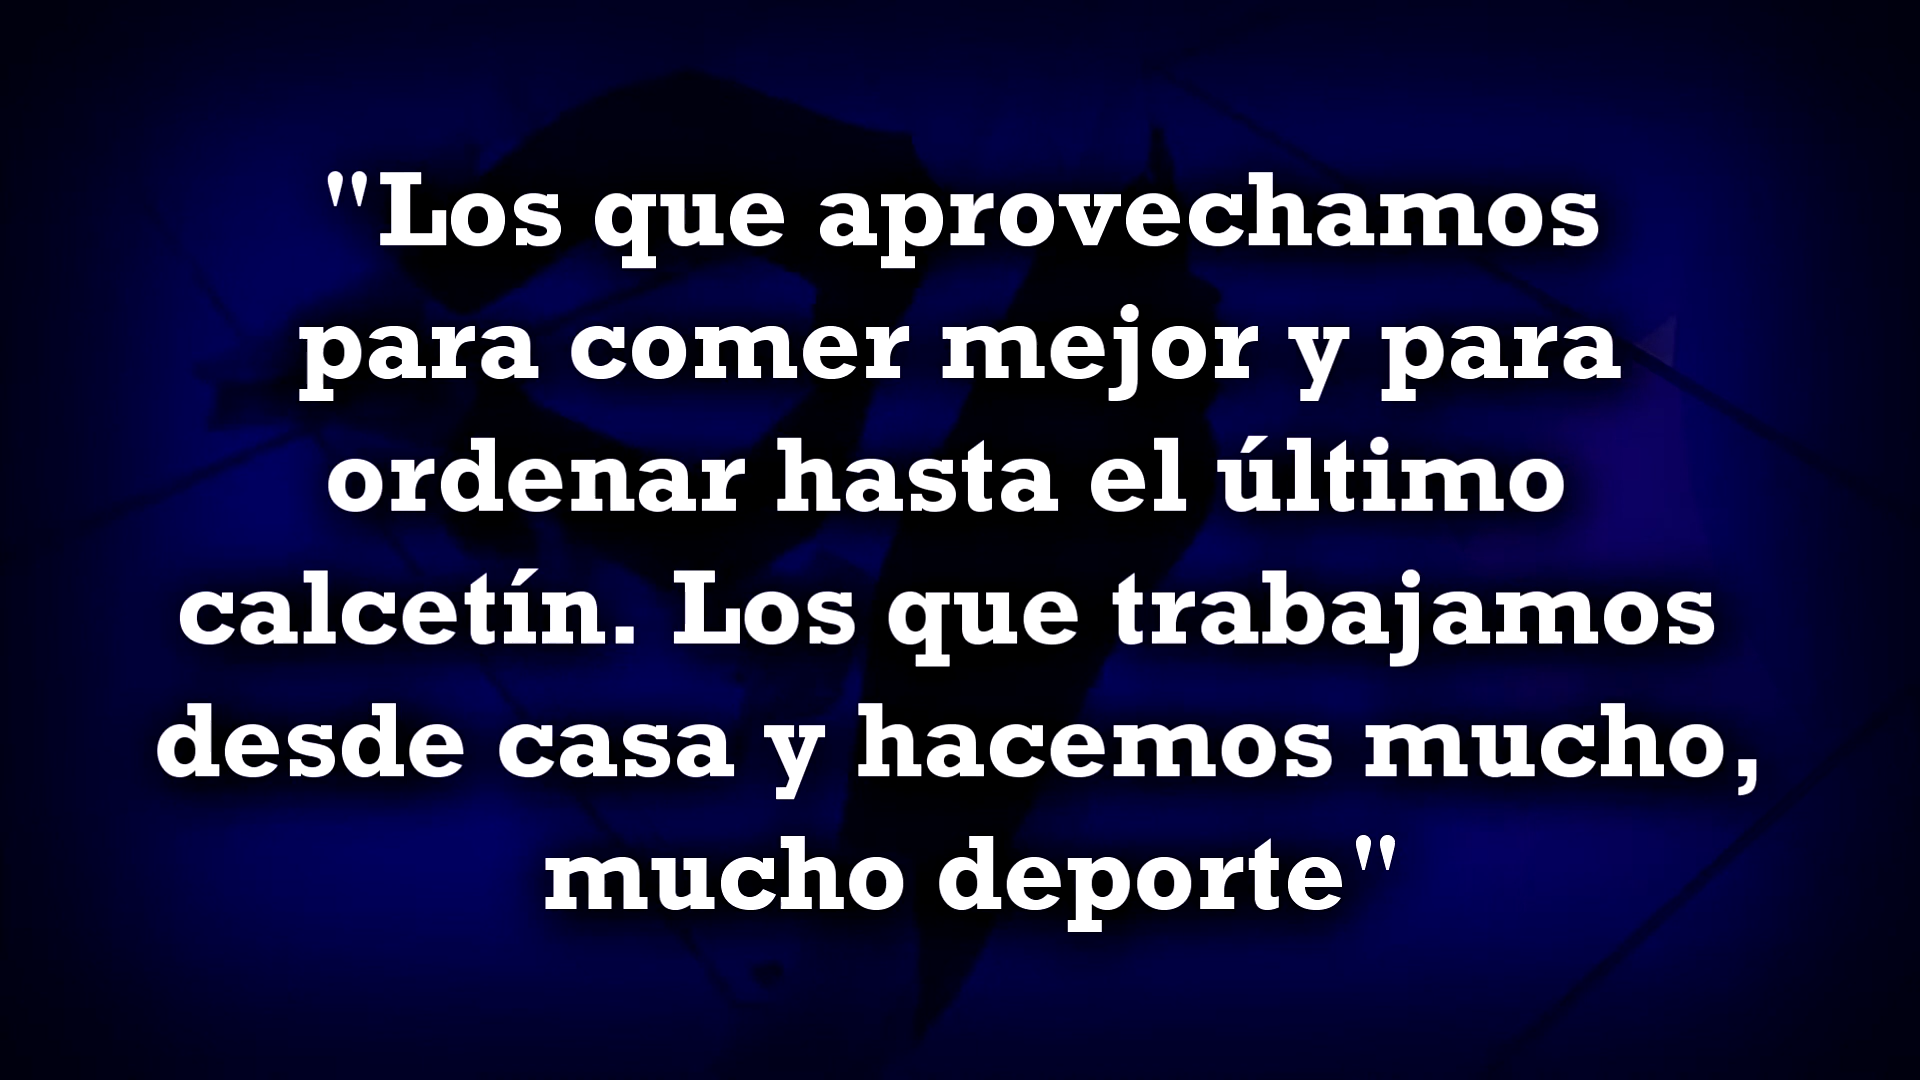 "Los que aprovechamos
para comer mejor y para
ordenar hasta el último
calcetín. Los que trabajamos
desde casa y hacemos mucho,
mucho deporte"